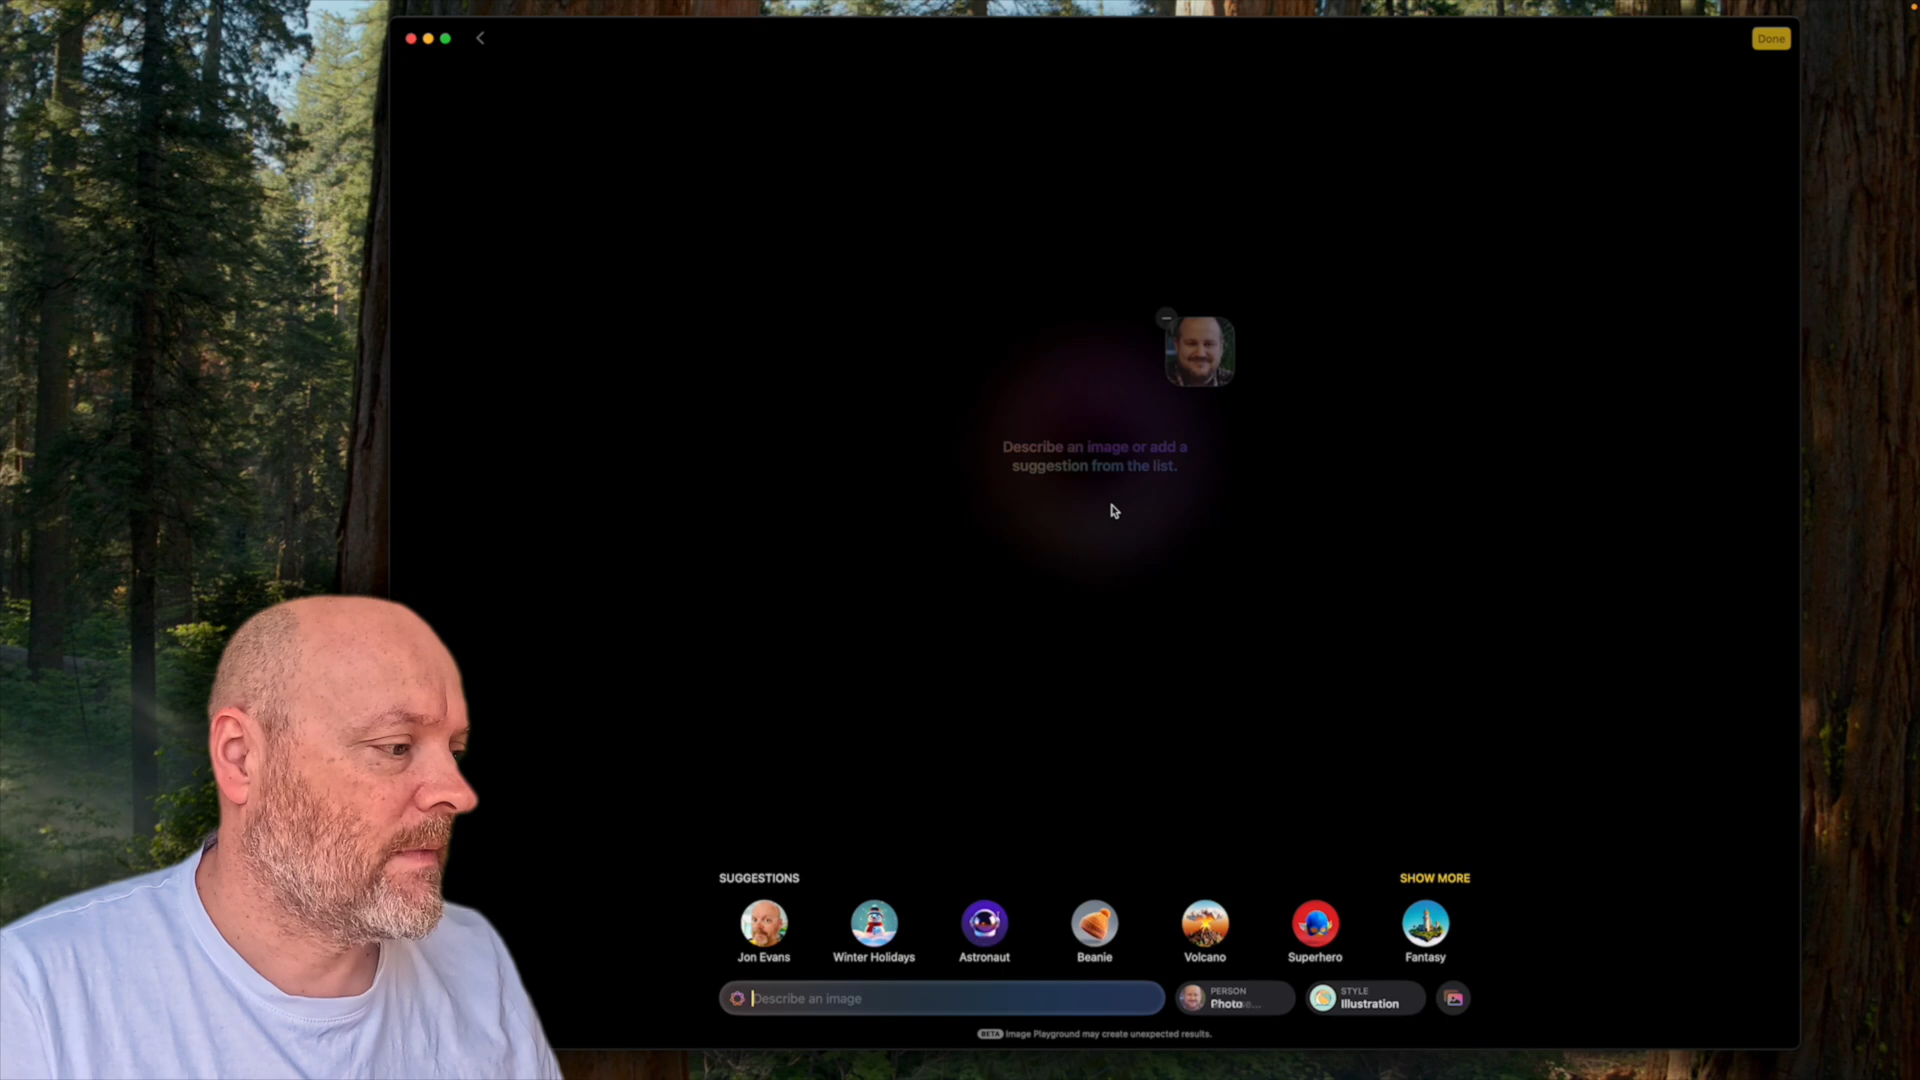 Done
Describe an image or add a
suggestion from the list.
SUGGESTIONS
SHOW MORE
Jon Evans
Winter Holidays
Astronaut
Beanie
Volcano
Superhero
Fantasy
Describe an image
PERSON
Photo
STYLE
Illustration
BETA Image Playground may create unexpected results.